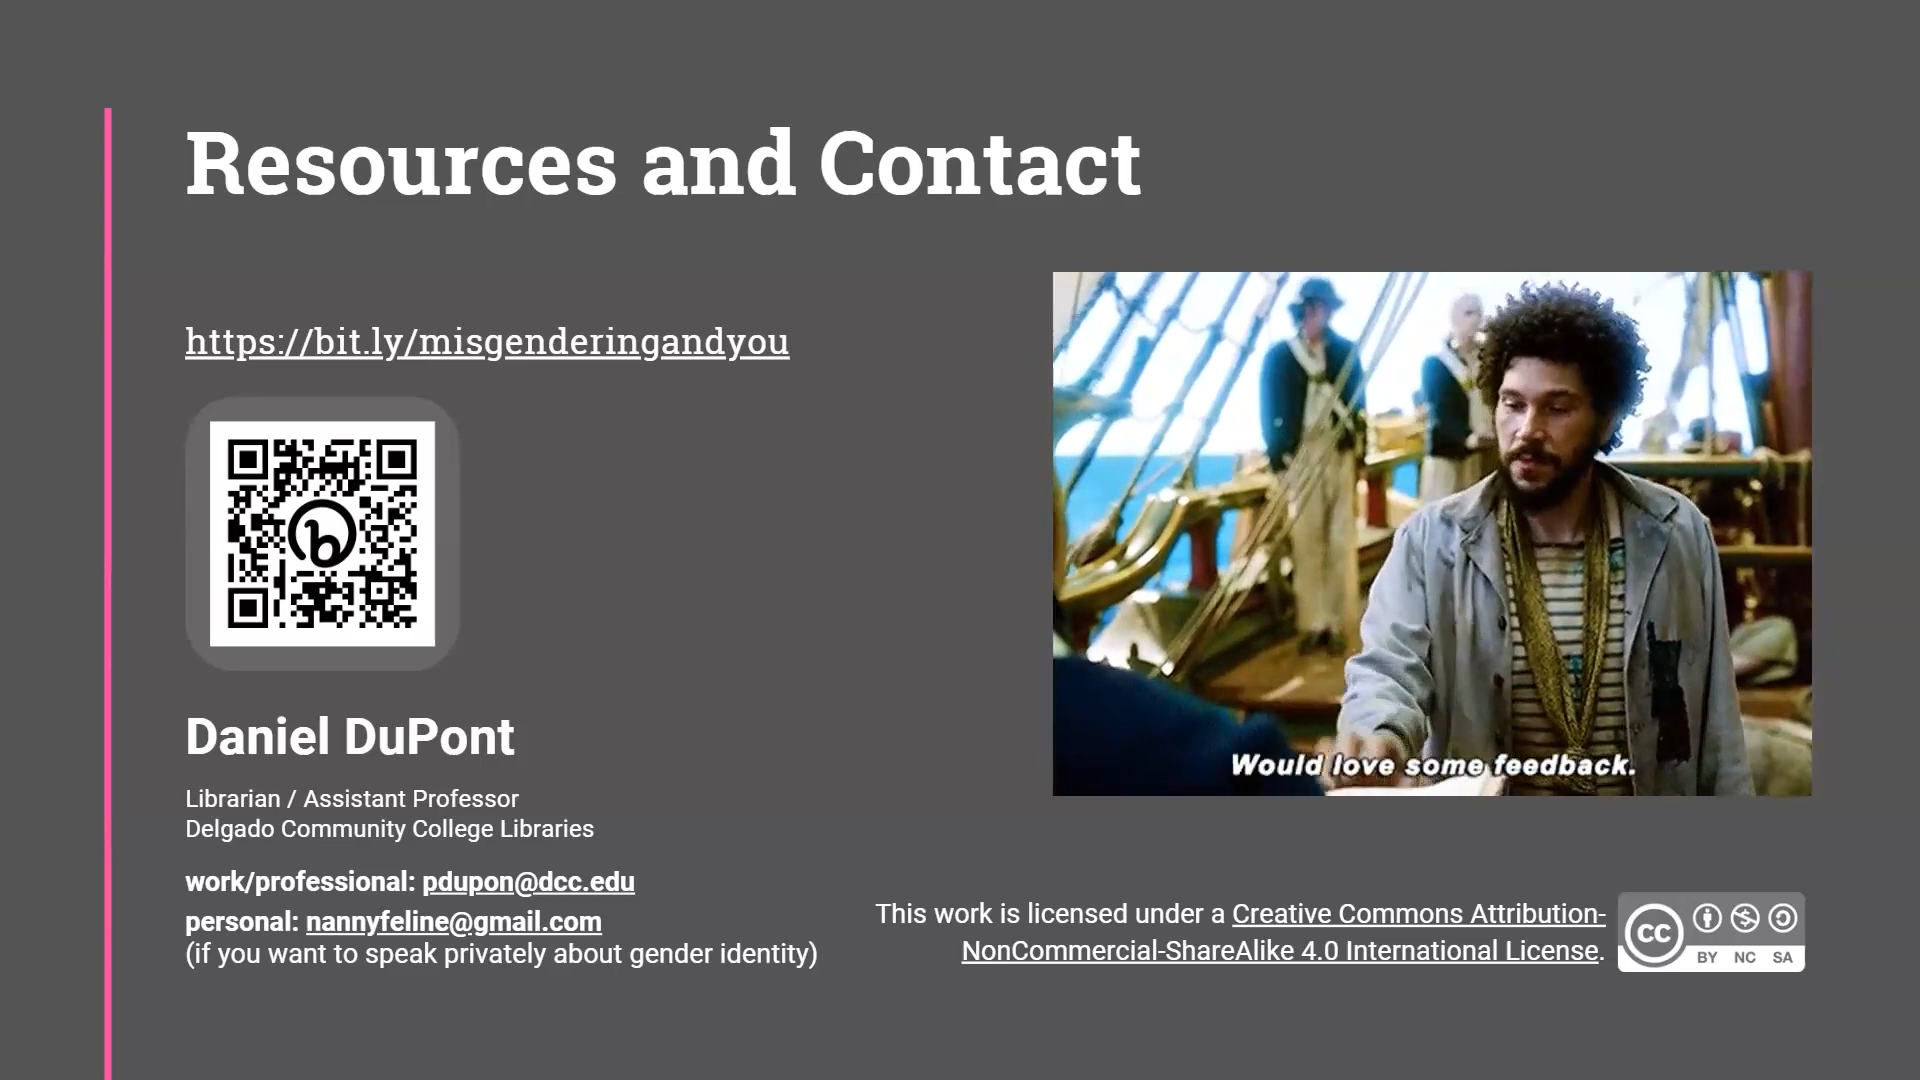 Resources and Contact
https://bit.ly/misgenderingandyou
b
Daniel DuPont
Librarian / Assistant Professor
Delgado Community College Libraries
work/professional: pdupon@dcc.edu
personal: nannyfeline@gmail.com
(if you want to speak privately about gender identity)
Would love some feedback.
This work is licensed under a Creative Commons Attribution-
NonCommercial-ShareAlike 4.0 International License.
cc
BY NC SA